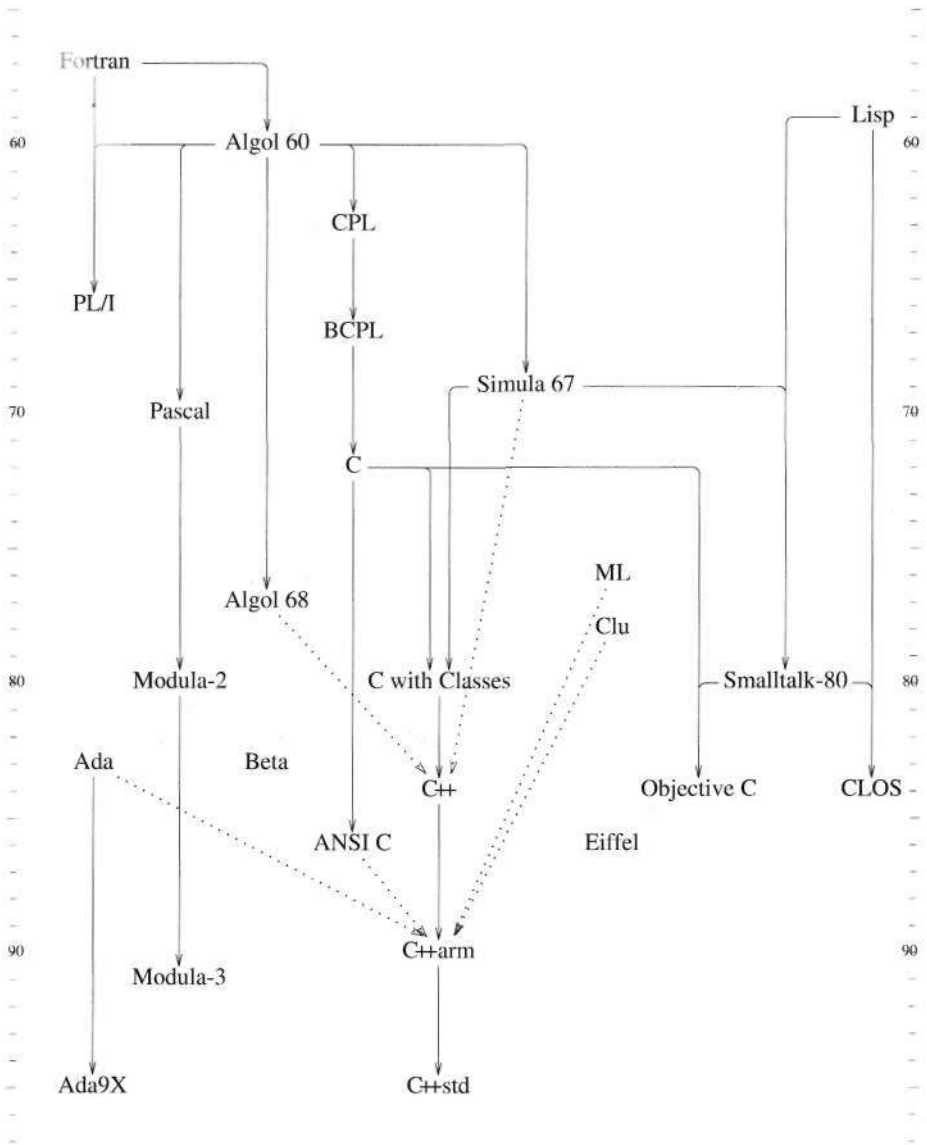 Fortran
Lisp
60 Algol 60 60
CPL
PL/I
BCPL
Simula 67
70 Pascal 70
C
ML
Algol 68
Clu
80 Modula-2 C with Classes Smalltalk-80 80
Ada Beta
C++ Objective C CLOS
ANSI C Eiffel
90 C++arm 90
Modula-3
Ada9X C++std